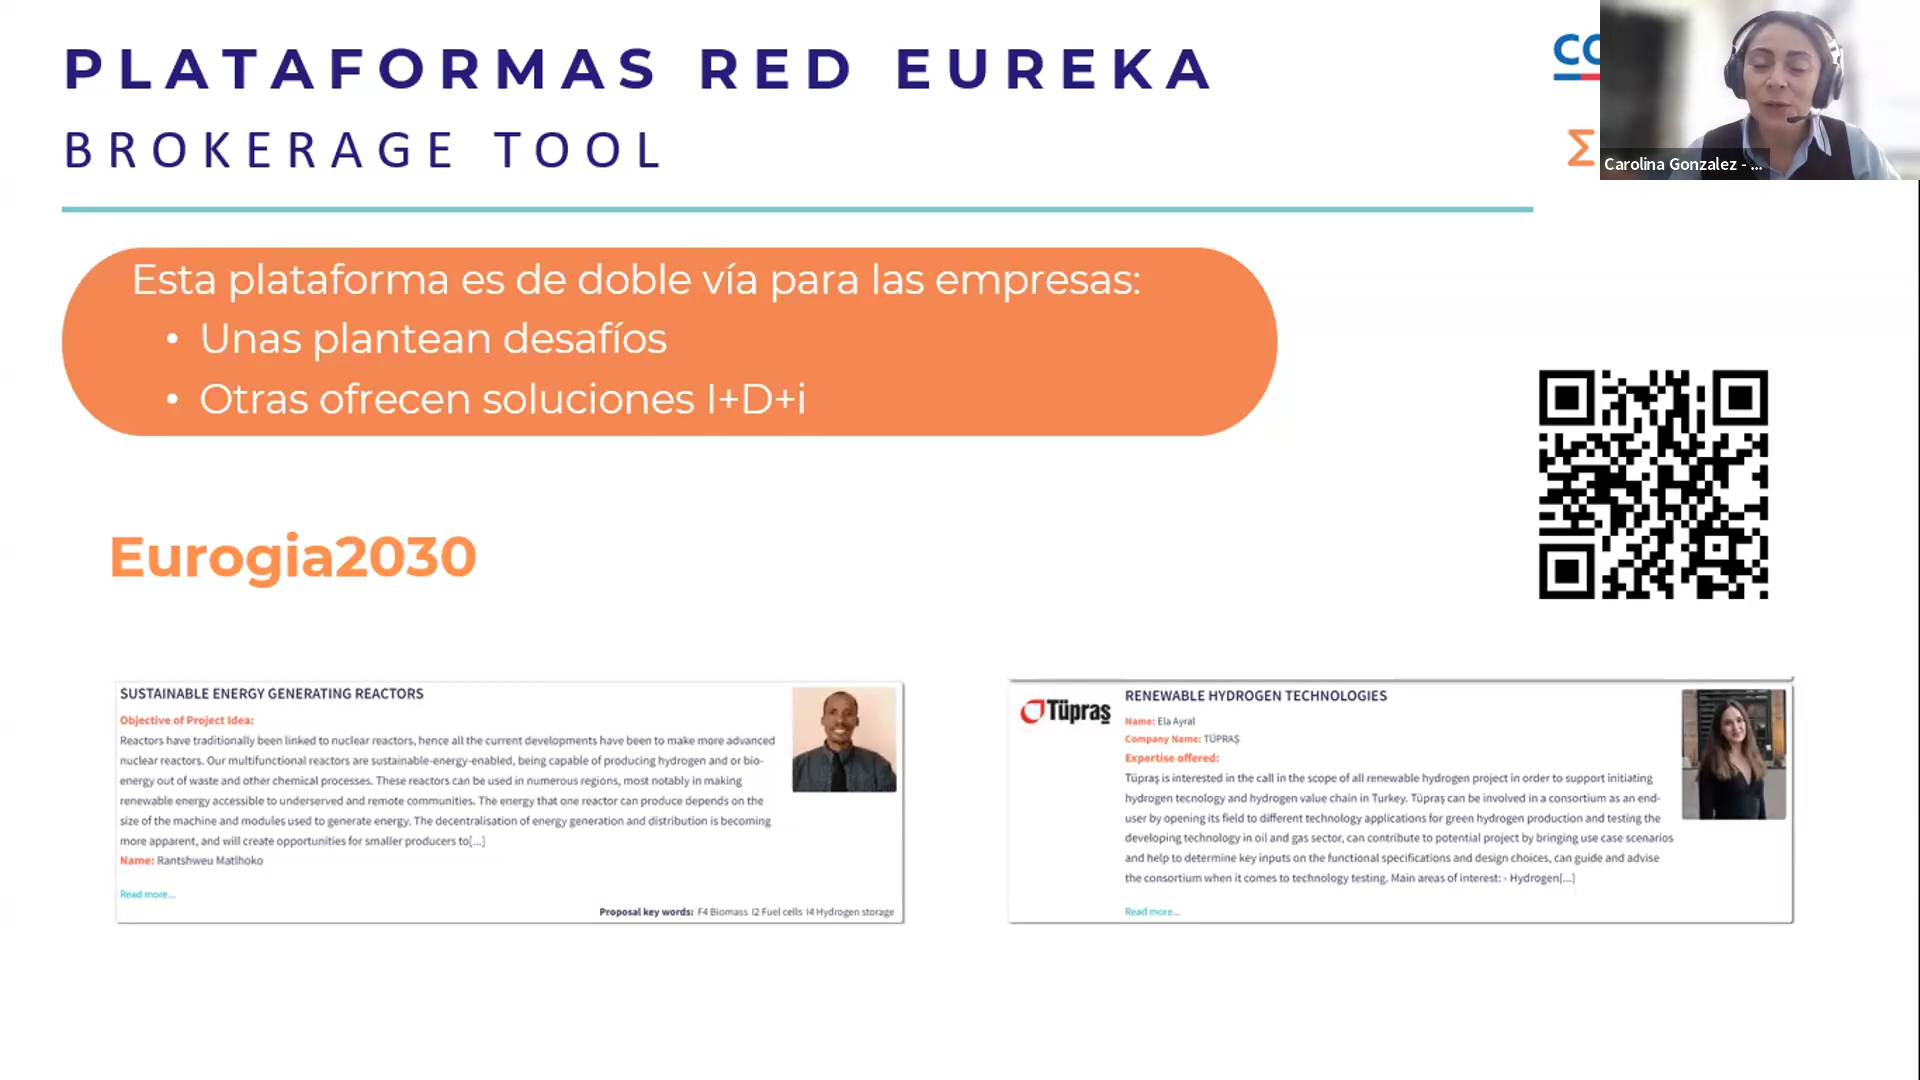 PLATAFORMAS RED EUREKA
BROKERAGE TOOL
CO
Σ
Carolina Gonzalez - ...
Esta plataforma es de doble vía para las empresas:
• Unas plantean desafíos
• Otras ofrecen soluciones I+D+i
Eurogia2030
SUSTAINABLE ENERGY GENERATING REACTORS
Objective of Project Idea:
Reactors have traditionally been linked to nuclear reactors, hence all the current developments have been to make more advanced
nuclear reactors. Our multifunctional reactors are sustainable-energy-enabled, being capable of producing hydrogen and or bio-
energy out of waste and other chemical processes. These reactors can be used in numerous regions, most notably in making
renewable energy accessible to underserved and remote communities. The energy that one reactor can produce depends on the
size of the machine and modules used to generate energy. The decentralisation of energy generation and distribution is becoming
more apparent, and will create opportunities for smaller producers to[...]
Name: Rantshweu Matlhoko
Read more...
Proposal key words: F4 Biomass I2 Fuel cells I4 Hydrogen storage
Tüpraş
RENEWABLE HYDROGEN TECHNOLOGIES
Name: Ela Ayral
Company Name: TÜPRAŞ
Expertise offered:
Tüpraş is interested in the call in the scope of all renewable hydrogen project in order to support initiating
hydrogen tecnology and hydrogen value chain in Turkey. Tüpraş can be involved in a consortium as an end-
user by opening its field to different technology applications for green hydrogen production and testing the
developing technology in oil and gas sector, can contribute to potential project by bringing use case scenarios
and help to determine key inputs on the functional specifications and design choices, can guide and advise
the consortium when it comes to technology testing. Main areas of interest: - Hydrogen[...]
Read more...